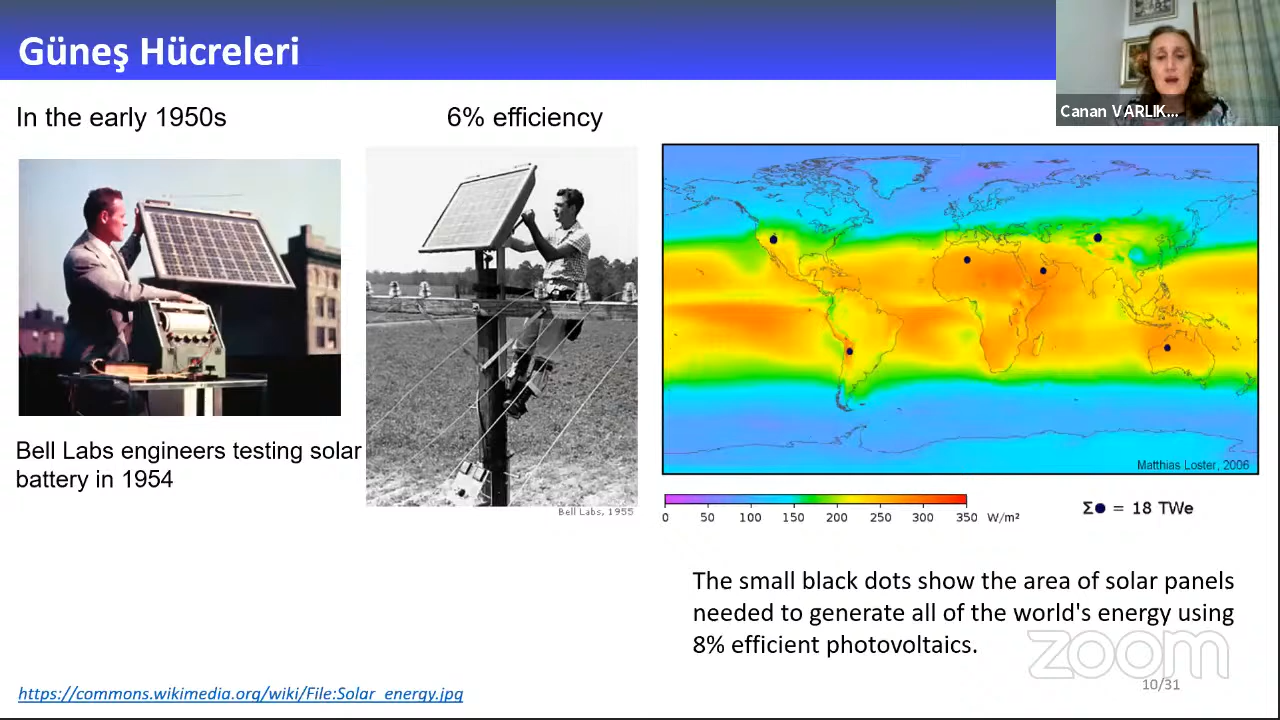 Güneş Hücreleri
Canan VARLIK...
In the early 1950s
6% efficiency
Bell Labs engineers testing solar
battery in 1954
Bell Labs, 1955
Matthias Loster, 2006
0 50 100 150 200 250 300 350 W/m²
Σ● = 18 TWe
The small black dots show the area of solar panels
needed to generate all of the world's energy using
8% efficient photovoltaics.
zoom
10/31
https://commons.wikimedia.org/wiki/File:Solar_energy.jpg